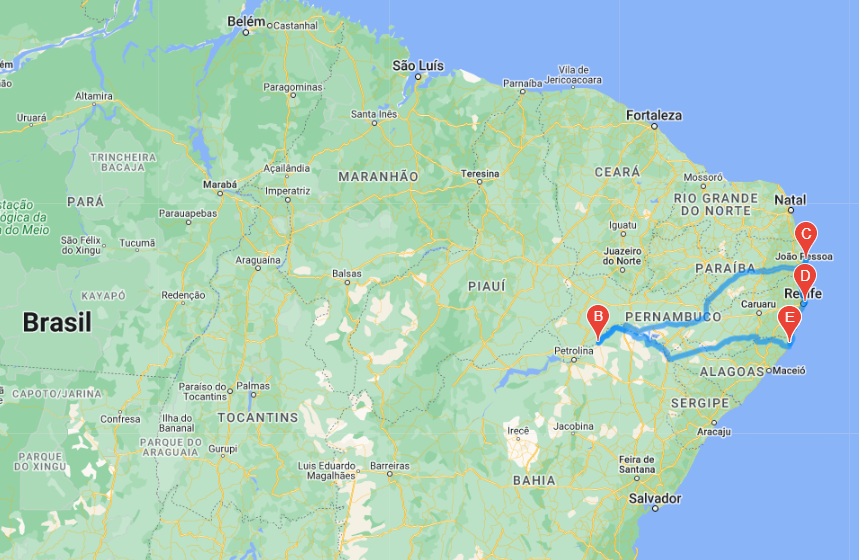 Belém
Castanhal
São Luís
Vila de
Jericoacoara
Parnaíba
Paragominas
Altamira
Santa Inês
Uruará
Fortaleza
TRINCHEIRA
BACAJA
Açailândia
Teresina
MARANHÃO
CEARÁ
Mossoró
Marabá
Imperatriz
PARÁ
RIO GRANDE
DO NORTE
Natal
Parauapebas
ológica da
a do Meio
Iguatu
C
São Félix
do Xingu
Tucumã
Juazeiro
do Norte
João Pessoa
Araguaína
Balsas
PARAÍBA
D
PIAUÍ
KAYAPÓ
Redenção
Recife
Caruaru
Brasil
B
PERNAMBUCO
E
Petrolina
ALAGOAS
Maceió
CAPOTO/JARINA
Paraíso do
Tocantins
Palmas
SERGIPE
Confresa
Ilha do
Bananal
TOCANTINS
Irecê
Jacobina
Aracaju
PARQUE
DO XINGU
PARQUE DO
ARAGUAIA
Gurupi
Luís Eduardo
Magalhães
Barreiras
Feira de
Santana
BAHIA
Salvador